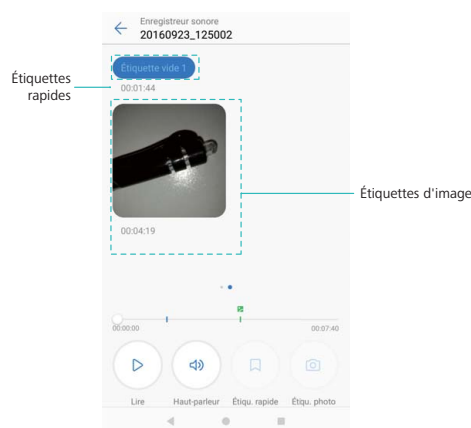 Enregistreur sonore
20160923_125002
Étiquette vide 1
Étiquettes
rapides
00:01:44
Étiquettes d'image
00:04:19
00:00:00
00:07:40
Lire
Haut-parleur
Étiqu. rapide
Étiqu. photo